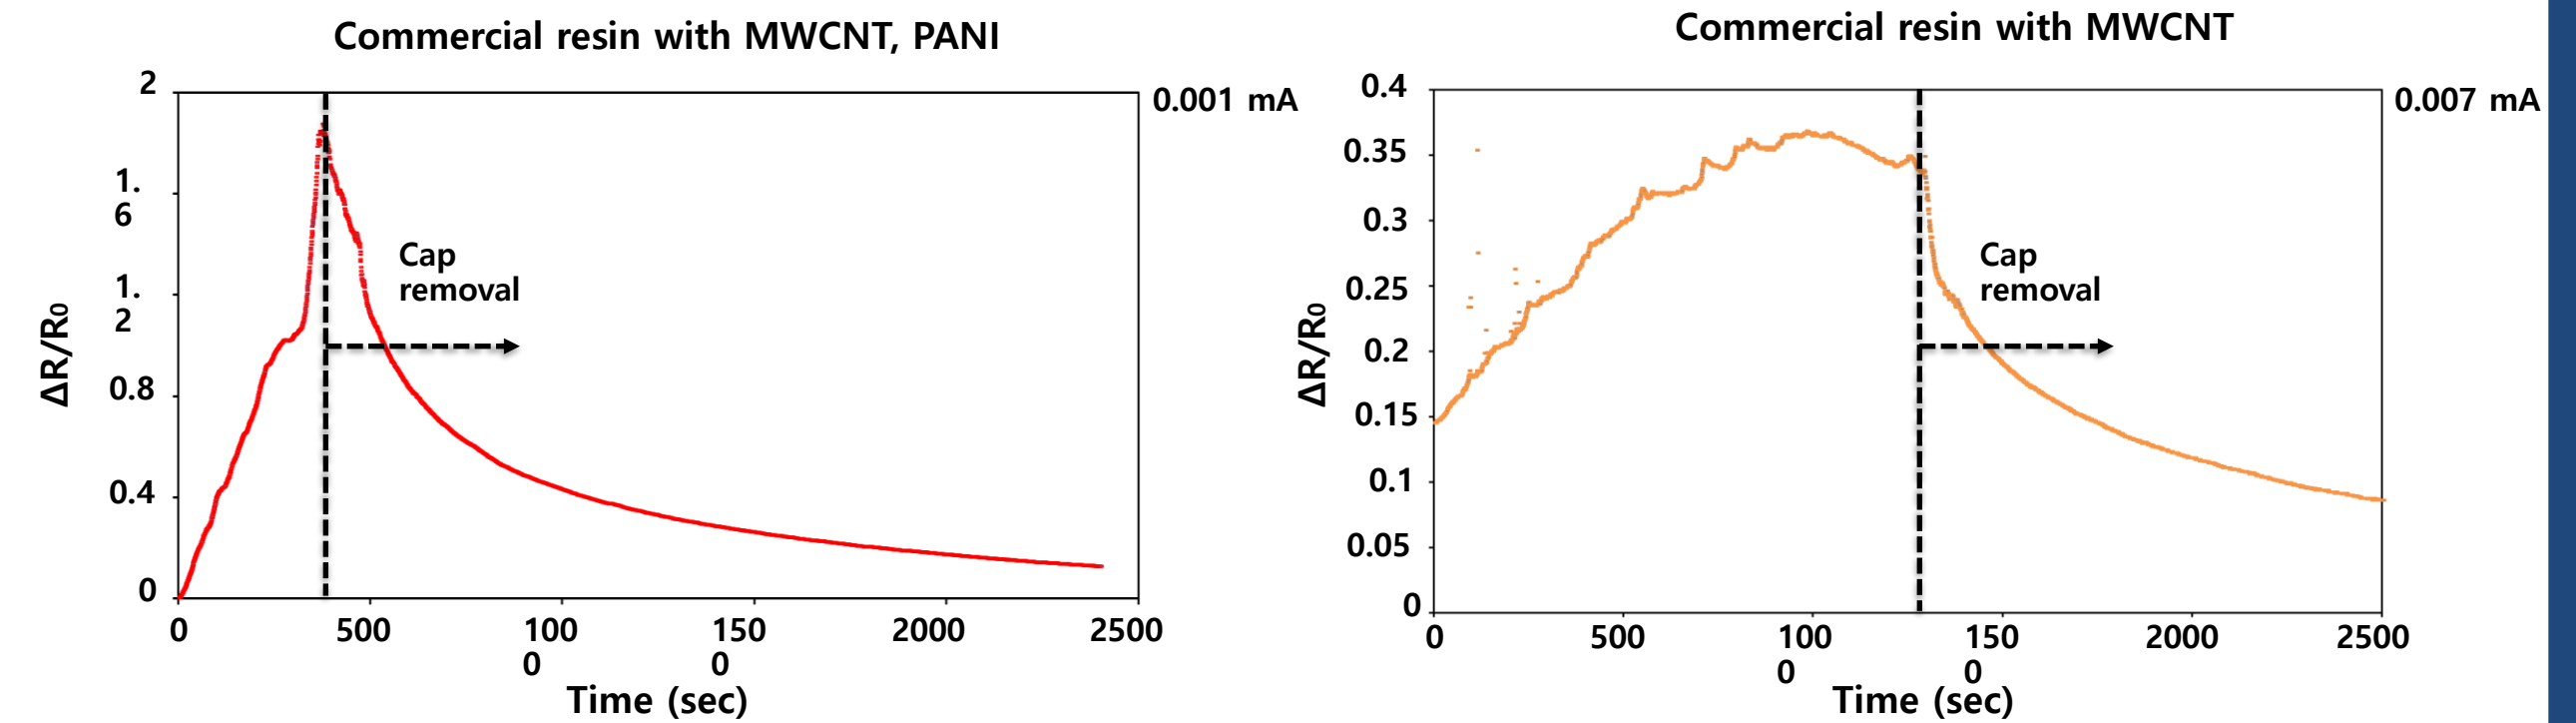 Commercial resin with MWCNT, PANI
2
1.
6
1.
2
0.8
0.4
0
ΔR/R0
0.001 mA
Cap
removal
0
500
100
0
150
0
2000
2500
Time (sec)
Commercial resin with MWCNT
0.4
0.35
0.3
0.25
0.2
0.15
0.1
0.05
0
ΔR/R0
0.007 mA
Cap
removal
0
500
100
0
150
0
2000
2500
Time (sec)